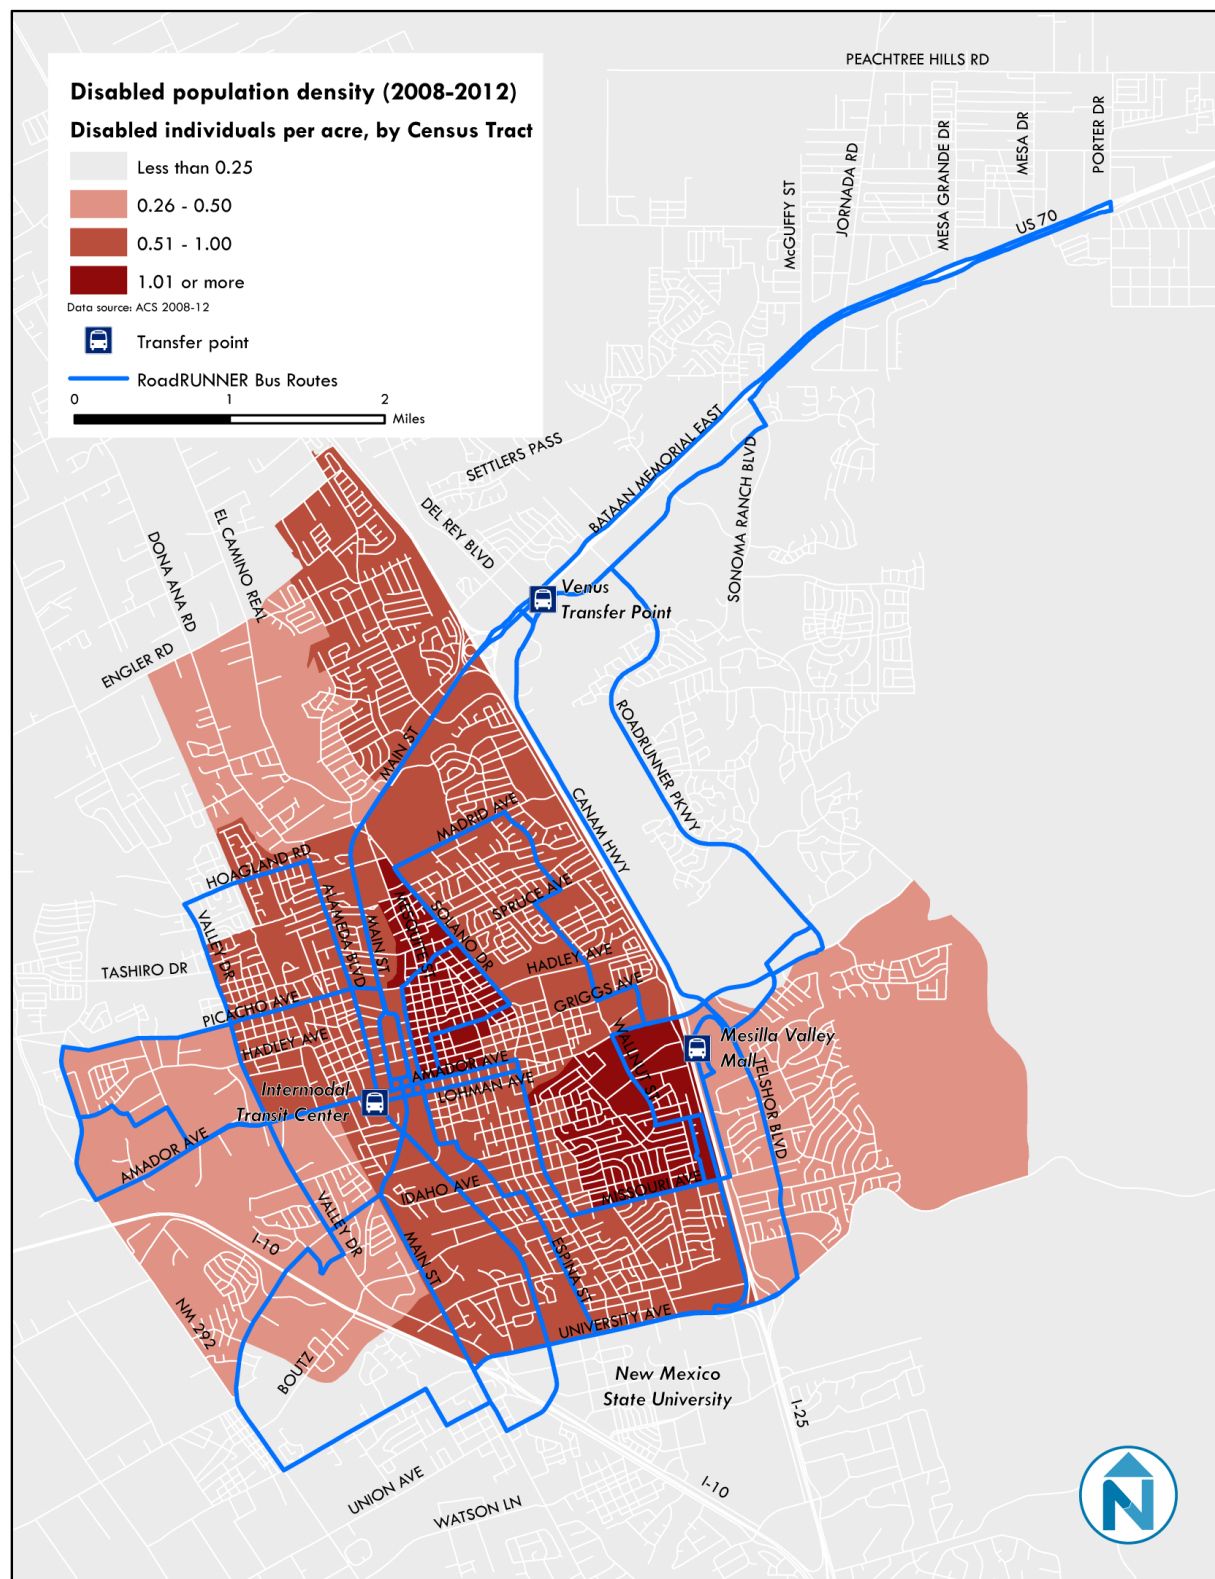 Disabled population density (2008-2012)
Disabled individuals per acre, by Census Tract
Less than 0.25
0.26 - 0.50
0.51 - 1.00
1.01 or more
Data source: ACS 2008-12
Transfer point
RoadRUNNER Bus Routes
0 1 2
Miles
PEACHTREE HILLS RD
PORTER DR
MESA DR
MESA GRANDE DR
JORNADA RD
McGUFFY ST
US 70
SETTLERS PASS
BATAAN MEMORIAL EAST
SONOMA RANCH BLVD
DEL REY BLVD
EL CAMINO REAL
DONA ANA RD
ENGLER RD
Venus
Transfer Point
ROADRUNNER PKWY
MAIN ST
CANAM HWY
MADRID AVE
HOAGLAND RD
ALAMEDA BLVD
MAIN ST
MESQUITE ST
SOLANO DR
SPRUCE AVE
VALLEY DR
TASHIRO DR
HADLEY AVE
GRIGGS AVE
PICACHO AVE
HADLEY AVE
WALNUT ST
Mesilla Valley
Mall
TELSHOR BLVD
AMADOR AVE
LOHMAN AVE
Intermodal
Transit Center
AMADOR AVE
IDAHO AVE
MISSOURI AVE
VALLEY DR
I-10
MAIN ST
ESPINA ST
NM 292
UNIVERSITY AVE
BOUTZ
New Mexico
State University
I-25
I-10
UNION AVE
WATSON LN
N